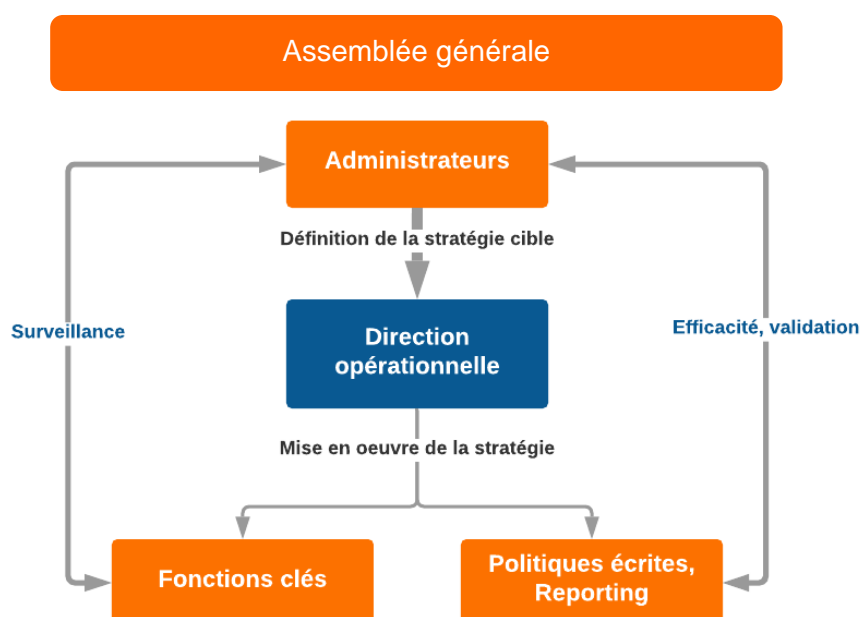 Assemblée générale
Administrateurs
Définition de la stratégie cible
Surveillance
Efficacité, validation
Direction
opérationnelle
Mise en oeuvre de la stratégie
Fonctions clés
Politiques écrites,
Reporting